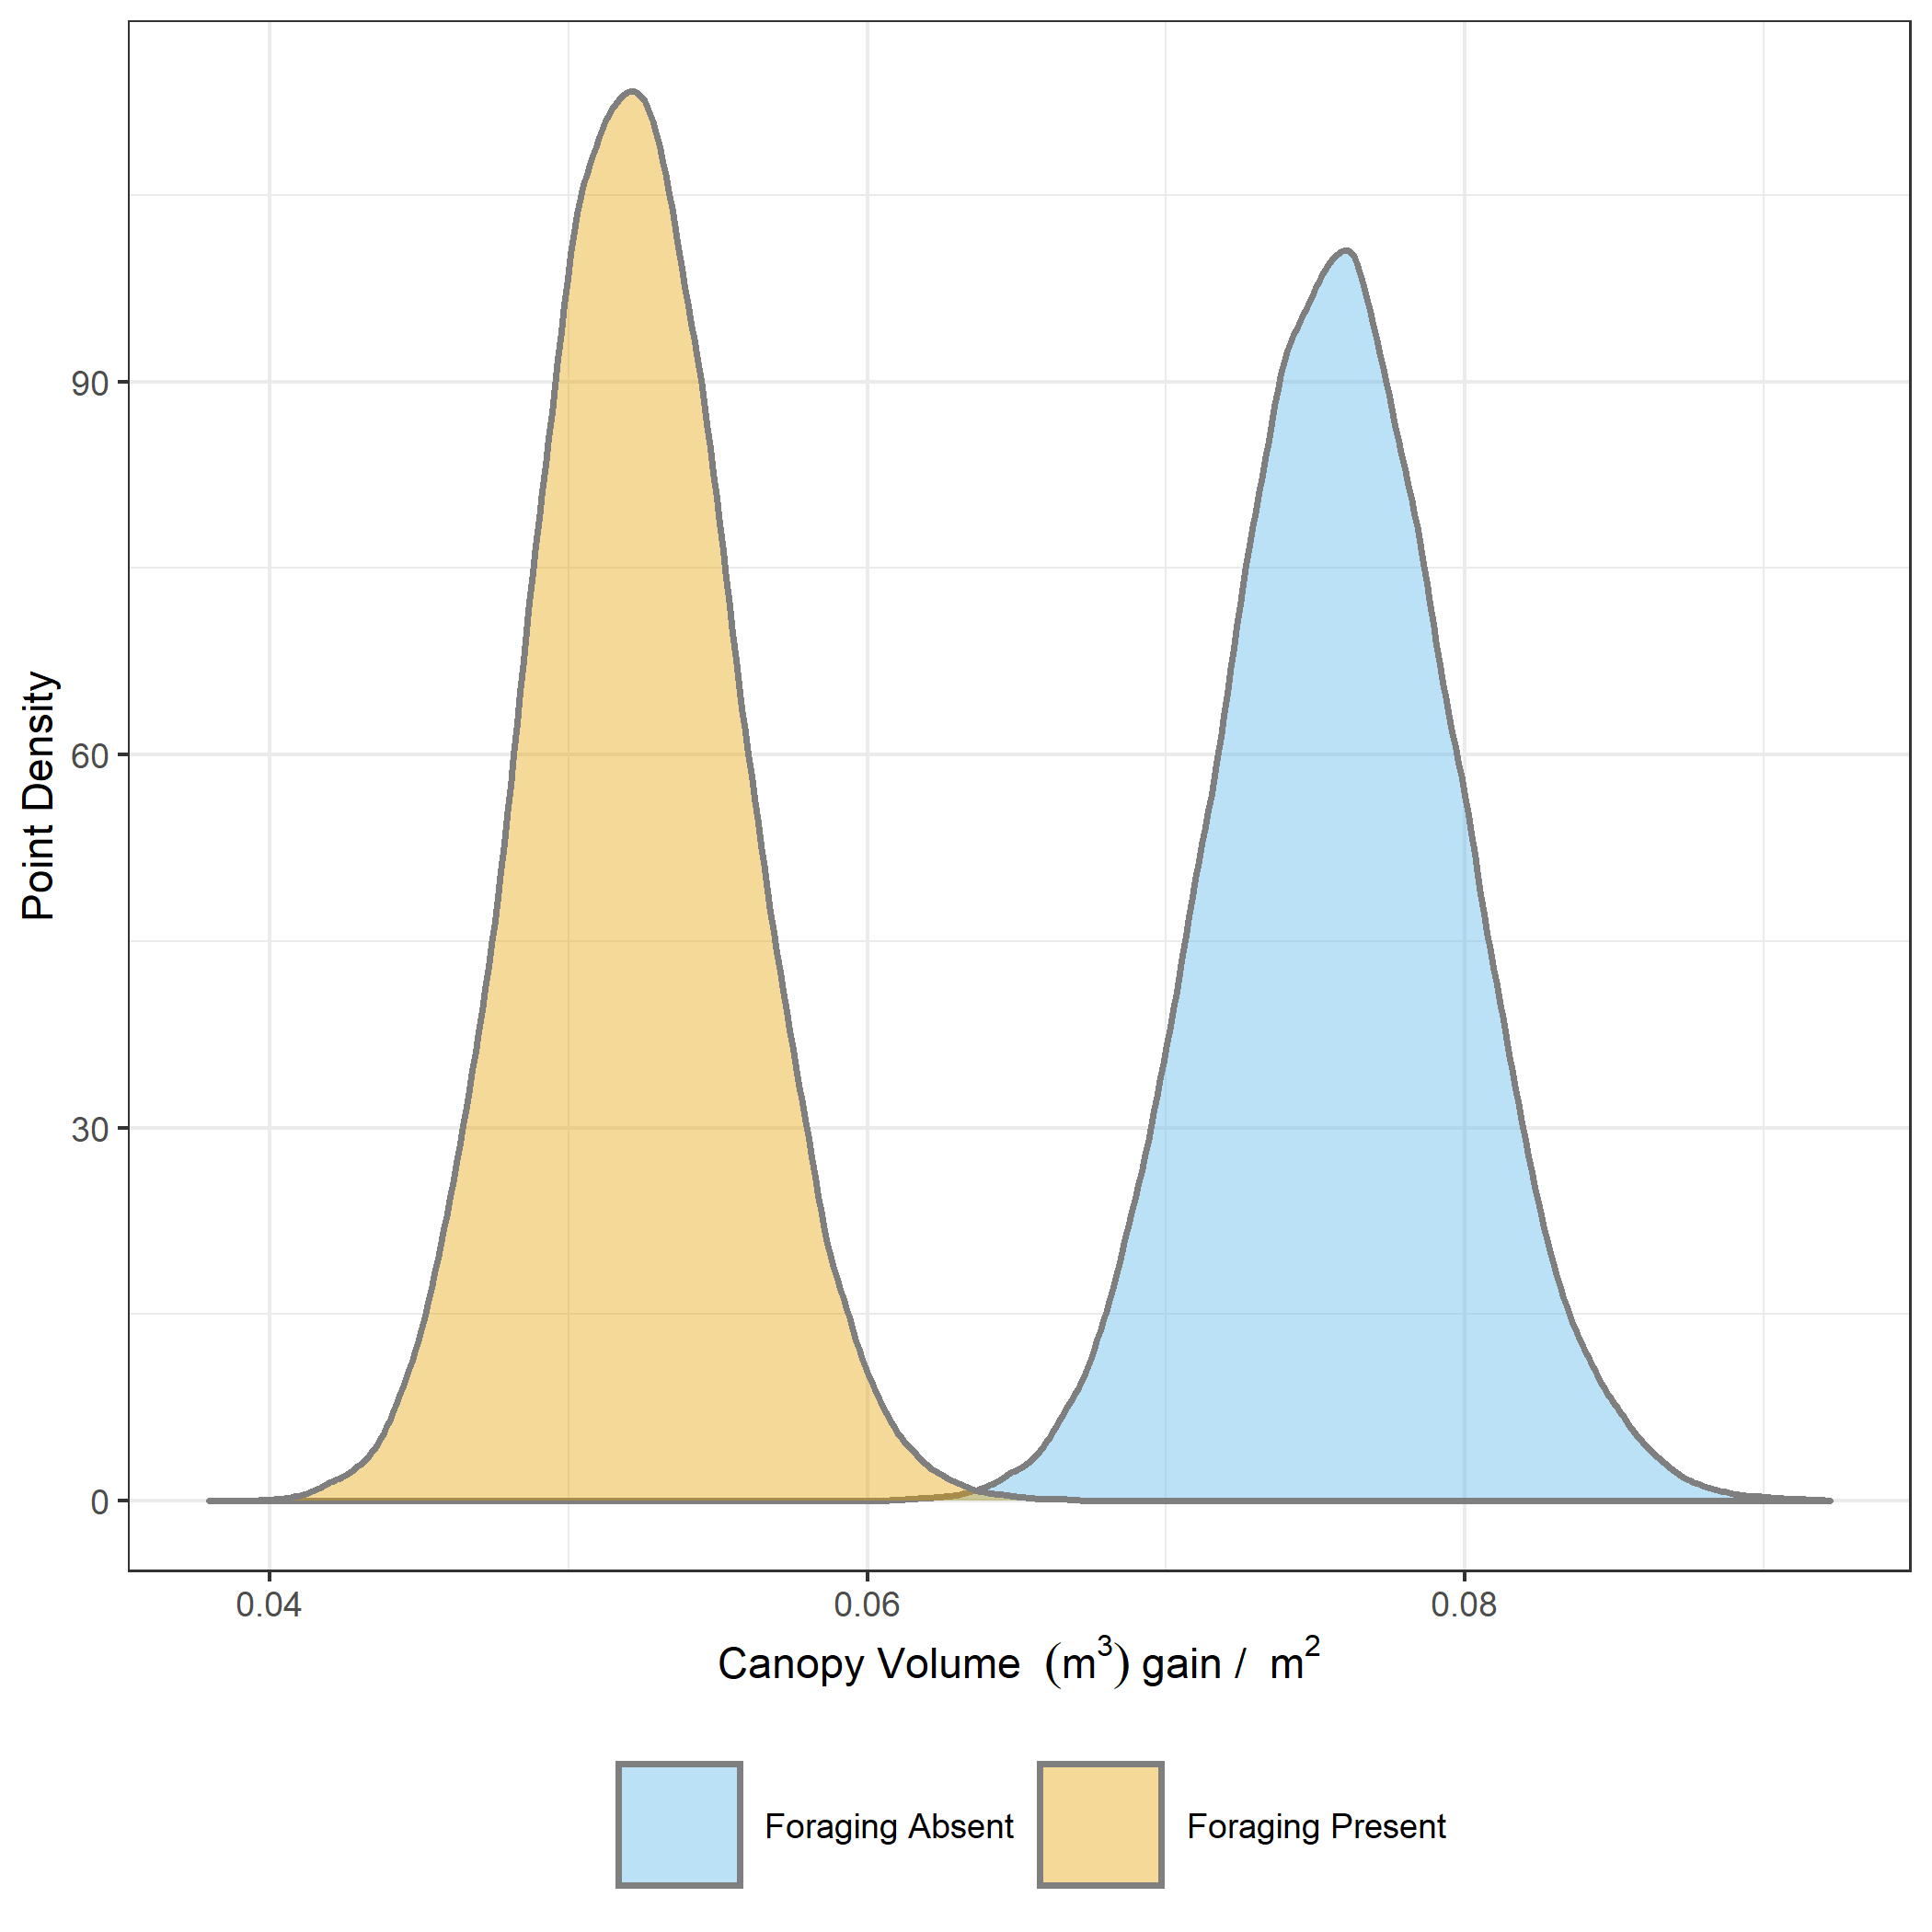 Point Density
90
60
30
0
0.04 0.06 0.08
Canopy Volume (m³) gain / m²
Foraging Absent Foraging Present